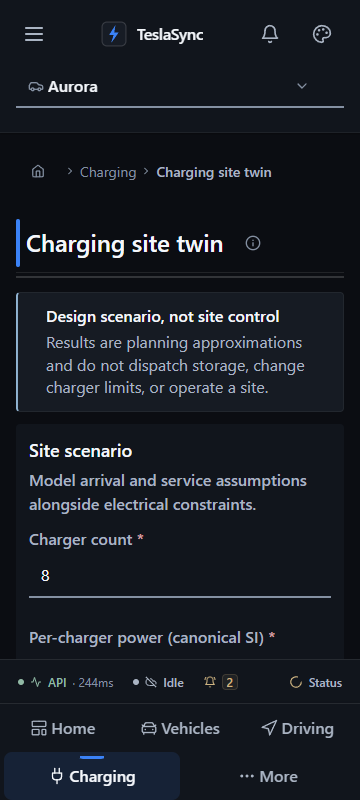 TeslaSync
Aurora
Charging
Charging site twin
Charging site twin
Design scenario, not site control
Results are planning approximations
and do not dispatch storage, change
charger limits, or operate a site.
Site scenario
Model arrival and service assumptions
alongside electrical constraints.
Charger count *
8
Per-charger power (canonical SI) *
API · 244ms
Idle
2
Status
Home
Vehicles
Driving
Charging
More